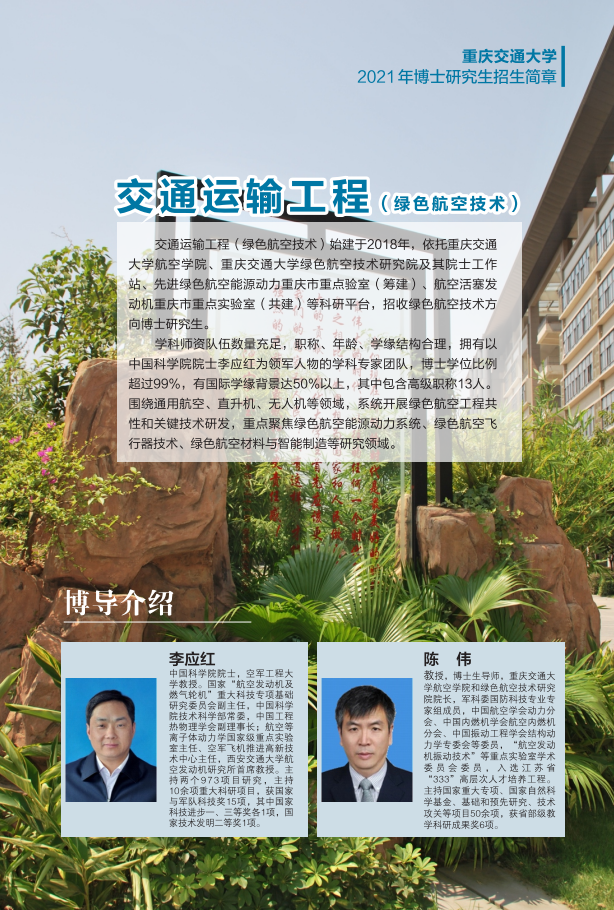 重庆交通大学
2021年博士研究生招生简章
交通运输工程（绿色航空技术）
交通运输工程（绿色航空技术）始建于2018年，依托重庆交通
大学航空学院、重庆交通大学绿色航空技术研究院及其院士工作
站、先进绿色航空能源动力重庆市重点验室（筹建）、航空活塞发
动机重庆市重点实验室（共建）等科研平台，招收绿色航空技术方
向博士研究生。
学科师资队伍数量充足，职称、年龄、学缘结构合理，拥有以
中国科学院院士李应红为领军人物的学科专家团队，博士学位比例
超过99%，有国际学缘背景达50%以上，其中包含高级职称13人。
围绕通用航空、直升机、无人机等领域，系统开展绿色航空工程共
性和关键技术研发，重点聚焦绿色航空能源动力系统、绿色航空飞
行器技术、绿色航空材料与智能制造等研究领域。
博导介绍
李应红
中国科学院院士，空军工程大
学教授。国家“航空发动机及
燃气轮机”重大科技专项基础
研究委员会副主任，中国科学
院技术科学部常委，中国工程
热物理学会副理事长；航空等
离子体动力学国家级重点实验
室主任、空军飞机推进高新技
术中心主任，西安交通大学航
空发动机研究所首席教授。主
持两个973项目研究，主持
10余项重大科研项目，获国家
与军队科技奖15项，其中国家
科技进步一、三等奖各1项，国
家技术发明二等奖1项。
陈　伟
教授，博士生导师，重庆交通大
学航空学院和绿色航空技术研究
院院长，军科委国防科技专业专
家组成员，中国航空学会动力分
会、中国内燃机学会航空内燃机
分会、中国振动工程学会结构动
力学专委会等委员，“航空发动
机振动技术”等重点实验室学术
委员会委员，入选江苏省
“333”高层次人才培养工程。
主持国家重大专项、国家自然科
学基金、基础和预先研究、技术
攻关等项目50余项，获省部级教
学科研成果奖6项。